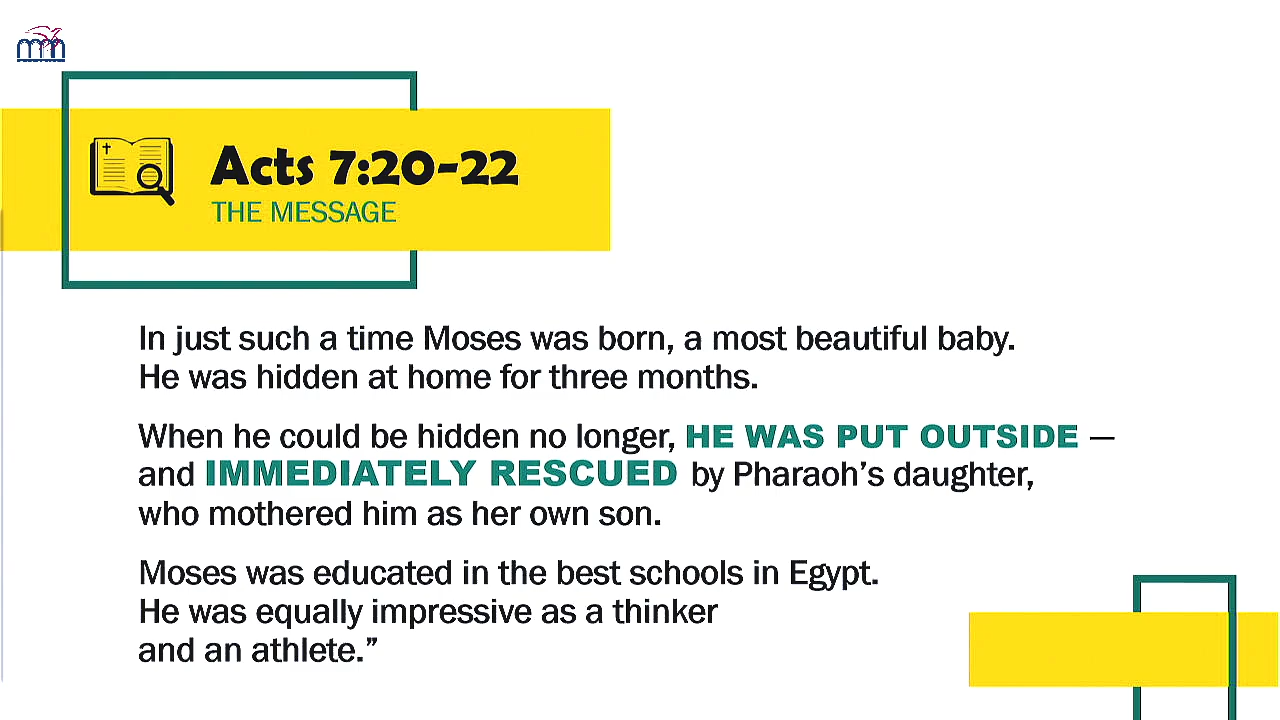 Acts 7:20-22
THE MESSAGE
In just such a time Moses was born, a most beautiful baby.
He was hidden at home for three months.
When he could be hidden no longer, HE WAS PUT OUTSIDE —
and IMMEDIATELY RESCUED by Pharaoh’s daughter,
who mothered him as her own son.
Moses was educated in the best schools in Egypt.
He was equally impressive as a thinker
and an athlete.”